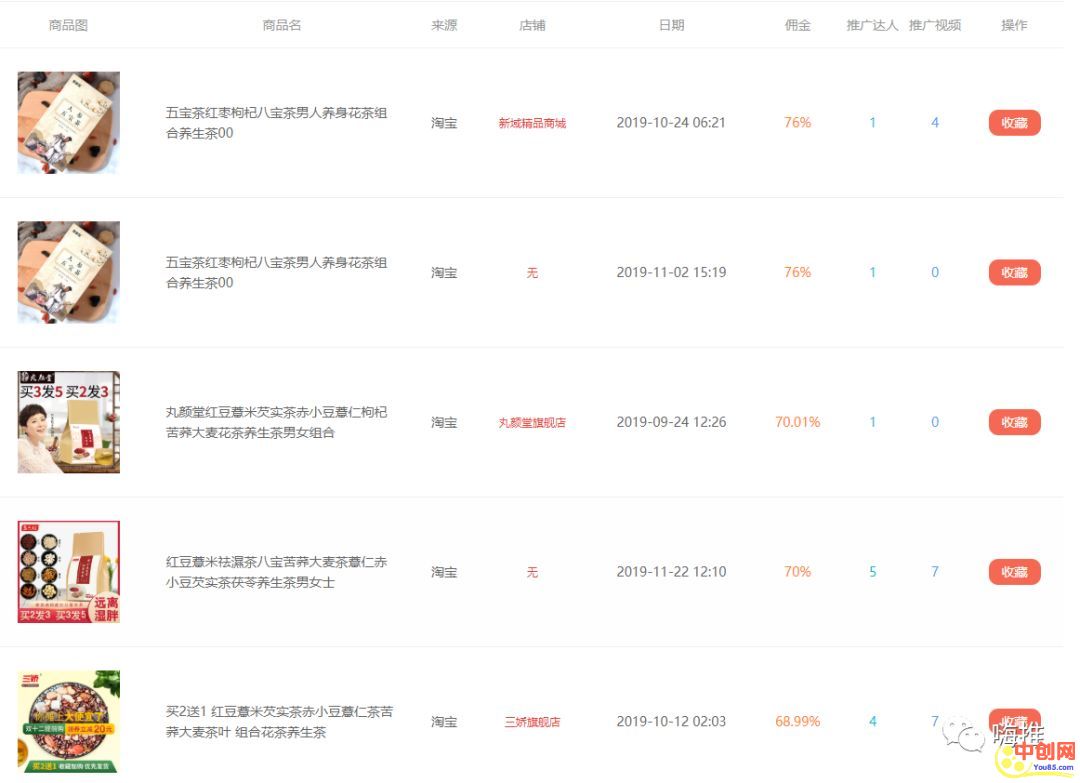 商品图 商品名 来源 店铺 日期 佣金 推广达人 推广视频 操作
五宝茶红枣枸杞八宝茶男人养身花茶组
合养生茶00
淘宝 新域精品商城 2019-10-24 06:21 76% 1 4 收藏
五宝茶红枣枸杞八宝茶男人养身花茶组
合养生茶00
淘宝 无 2019-11-02 15:19 76% 1 0 收藏
买3发5 买2发3
丸颜堂红豆薏米芡实茶赤小豆薏仁枸杞
苦荞大麦花茶养生茶男女组合
淘宝 丸颜堂旗舰店 2019-09-24 12:26 70.01% 1 0 收藏
远离
湿胖
买2发3 买3发5
红豆薏米祛濕茶八宝苦荞大麦茶薏仁赤
小豆芡实茶茯苓养生茶男女士
淘宝 无 2019-11-22 12:10 70% 5 7 收藏
三娇
买2送1
买2送1 红豆薏米芡实茶赤小豆薏仁茶苦
荞大麦茶叶 组合花茶养生茶
淘宝 三娇旗舰店 2019-10-12 02:03 68.99% 4 7 收藏
嗨推
中创网
You85.com